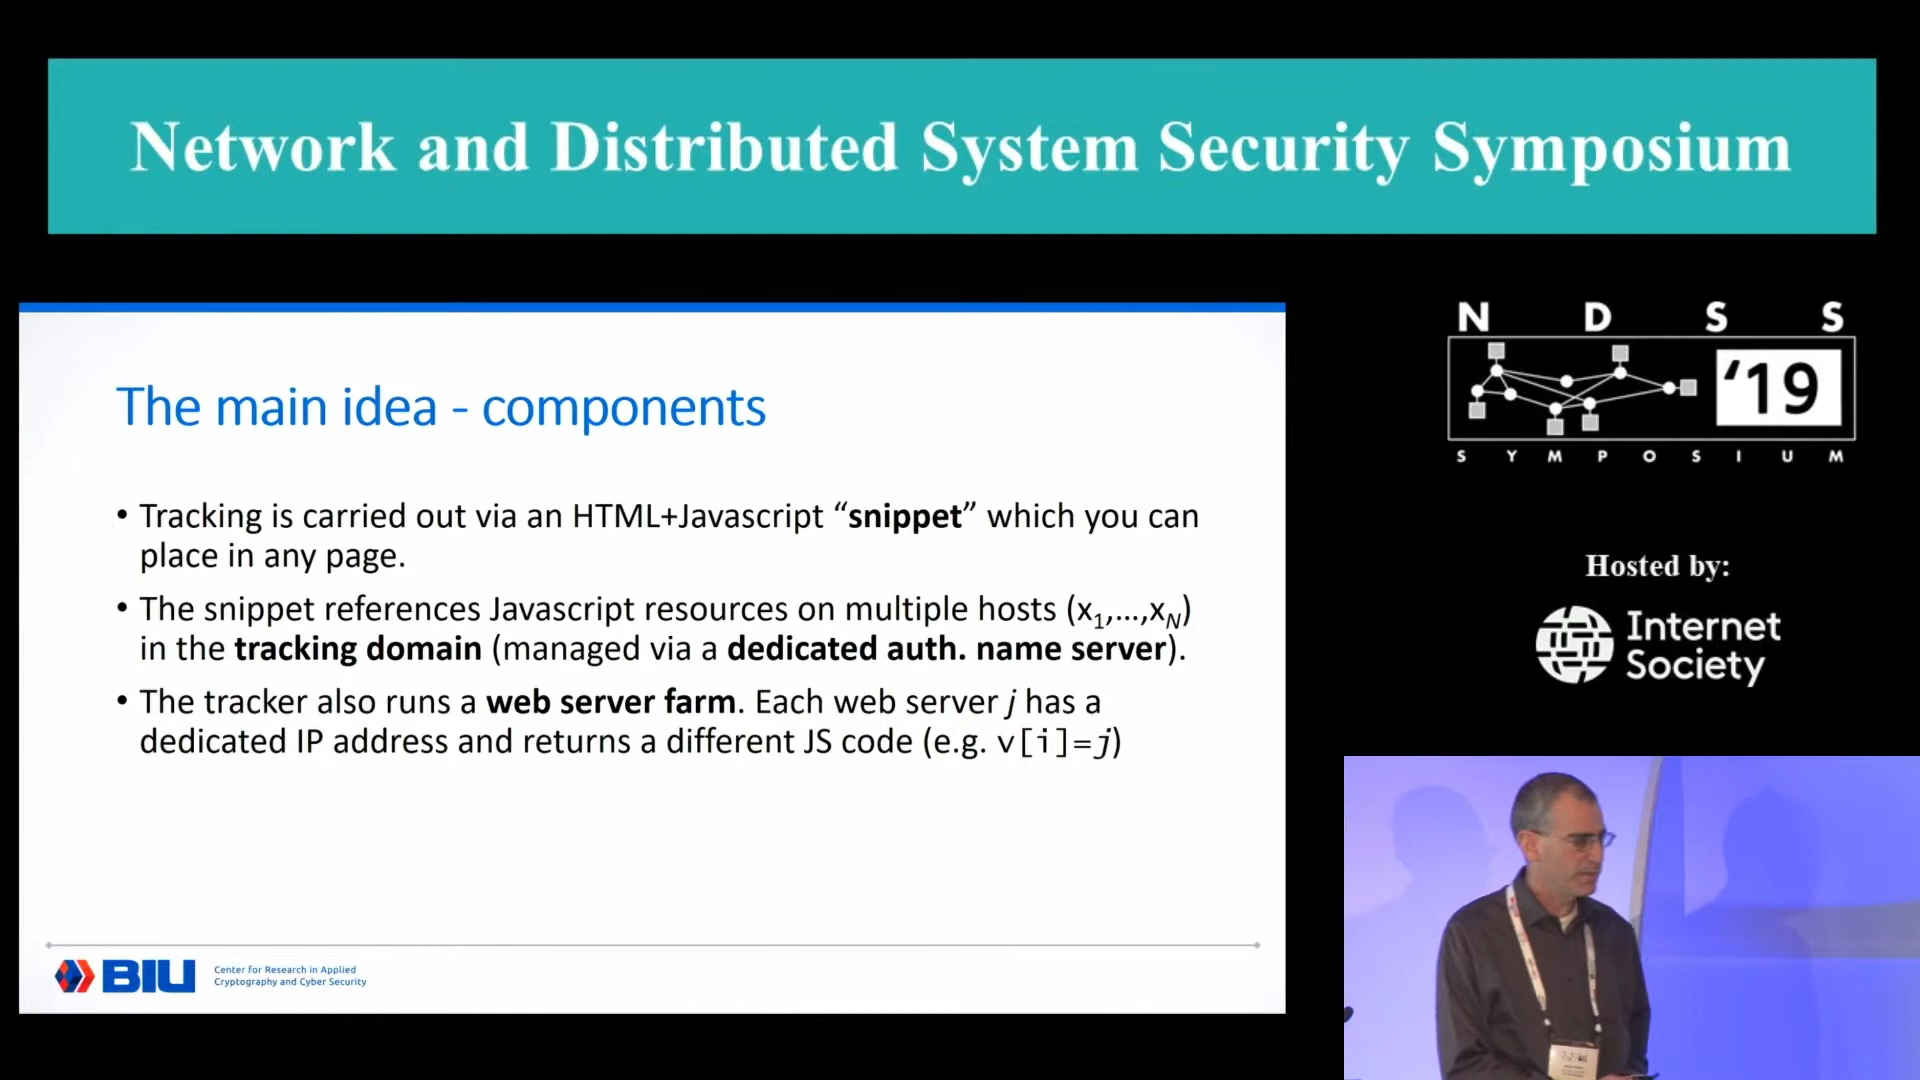 Network and Distributed System Security Symposium
N D S S
'19
S Y M P O S I U M
Hosted by:
Internet
Society
The main idea - components
• Tracking is carried out via an HTML+Javascript “snippet” which you can
place in any page.
• The snippet references Javascript resources on multiple hosts (x1,…,xN)
in the tracking domain (managed via a dedicated auth. name server).
• The tracker also runs a web server farm. Each web server j has a
dedicated IP address and returns a different JS code (e.g. v[i]=j)
BIU
Center for Research in Applied
Cryptography and Cyber Security